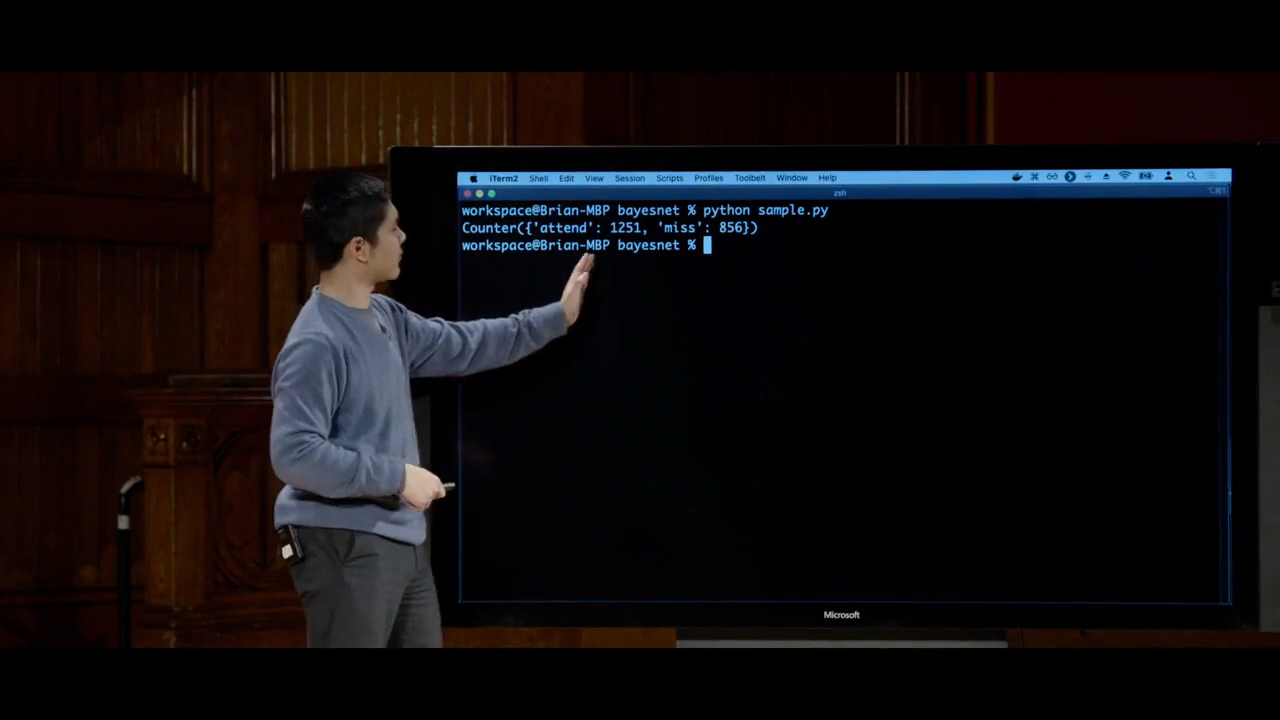 iTerm2 Shell Edit View Session Scripts Profiles Toolbelt Window Help
zsh
workspace@Brian-MBP bayesnet % python sample.py
Counter({'attend': 1251, 'miss': 856})
workspace@Brian-MBP bayesnet %
Microsoft